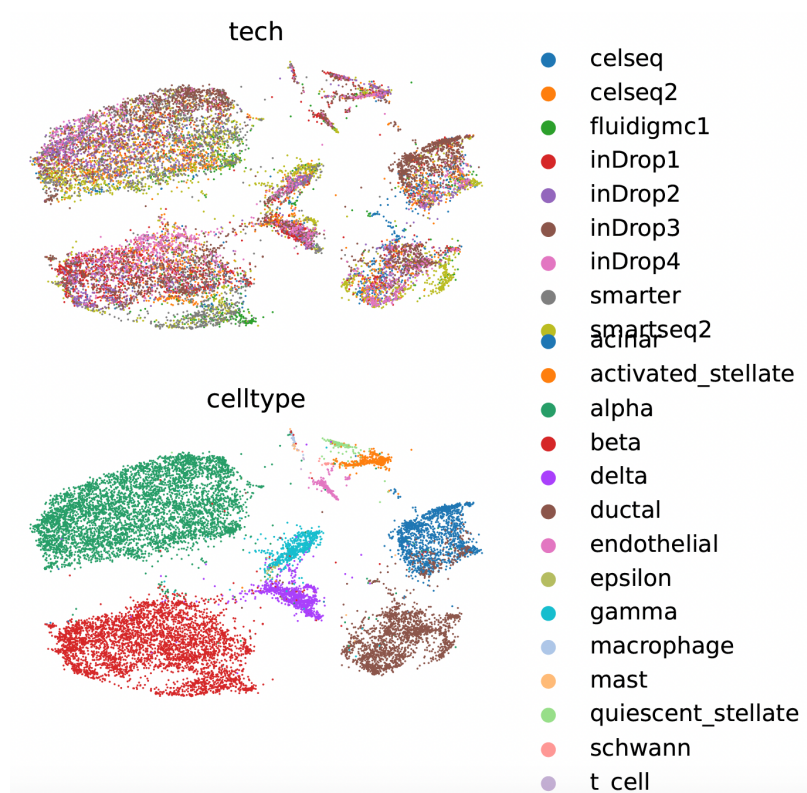 tech
celseq
celseq2
fluidigmc1
inDrop1
inDrop2
inDrop3
inDrop4
smarter
smartseq2
acinar
activated_stellate
celltype
alpha
beta
delta
ductal
endothelial
epsilon
gamma
macrophage
mast
quiescent_stellate
schwann
t_cell